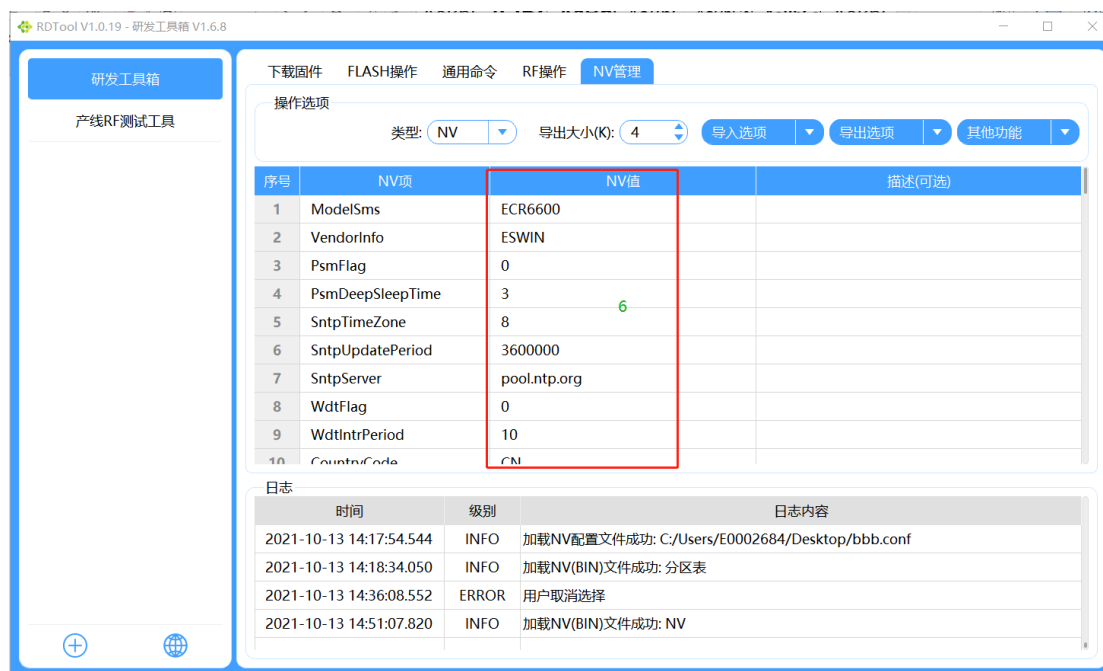 RDTool V1.0.19 - 研发工具箱 V1.6.8
研发工具箱
产线RF测试工具
下载固件 FLASH操作 通用命令 RF操作 NV管理
操作选项
类型: NV 导出大小(K): 4 导入选项 导出选项 其他功能
序号 NV项 NV值 描述(可选)
1 ModelSms ECR6600
2 VendorInfo ESWIN
3 PsmFlag 0
4 PsmDeepSleepTime 3
6
5 SntpTimeZone 8
6 SntpUpdatePeriod 3600000
7 SntpServer pool.ntp.org
8 WdtFlag 0
9 WdtIntrPeriod 10
10 CountryCode CN
日志
时间 级别 日志内容
2021-10-13 14:17:54.544 INFO 加载NV配置文件成功: C:/Users/E0002684/Desktop/bbb.conf
2021-10-13 14:18:34.050 INFO 加载NV(BIN)文件成功: 分区表
2021-10-13 14:36:08.552 ERROR 用户取消选择
2021-10-13 14:51:07.820 INFO 加载NV(BIN)文件成功: NV